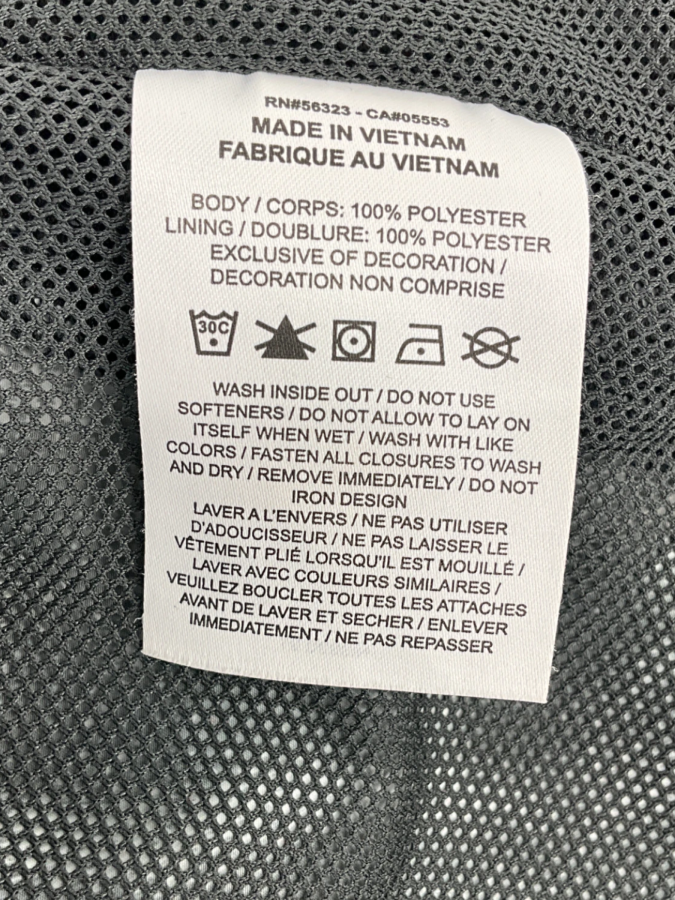 RN#56323 - CA#05553
MADE IN VIETNAM
FABRIQUE AU VIETNAM
BODY / CORPS: 100% POLYESTER
LINING / DOUBLURE: 100% POLYESTER
EXCLUSIVE OF DECORATION /
DECORATION NON COMPRISE
30C
WASH INSIDE OUT / DO NOT USE
SOFTENERS / DO NOT ALLOW TO LAY ON
ITSELF WHEN WET / WASH WITH LIKE
COLORS / FASTEN ALL CLOSURES TO WASH
AND DRY / REMOVE IMMEDIATELY / DO NOT
IRON DESIGN
LAVER A L'ENVERS / NE PAS UTILISER
D'ADOUCISSEUR / NE PAS LAISSER LE
VÊTEMENT PLIÉ LORSQU'IL EST MOUILLÉ /
LAVER AVEC COULEURS SIMILAIRES /
VEUILLEZ BOUCLER TOUTES LES ATTACHES
AVANT DE LAVER ET SECHER / ENLEVER
IMMEDIATEMENT / NE PAS REPASSER